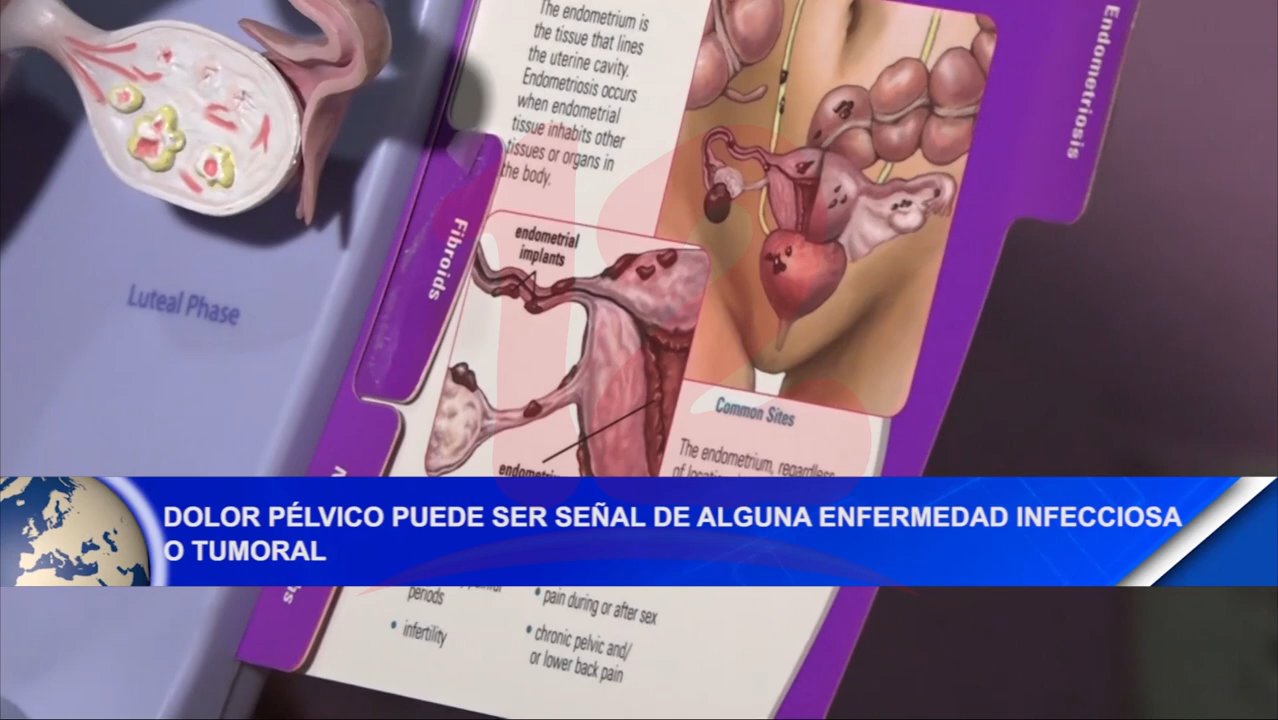 The endometrium is
the tissue that lines
the uterine cavity.
Endometriosis occurs
when endometrial
tissue inhabits other
tissues or organs in
the body.
Endometriosis
Fibroids
endometrial
implants
Luteal Phase
Common Sites
The endometrium, regardless
DOLOR PÉLVICO PUEDE SER SEÑAL DE ALGUNA ENFERMEDAD INFECCIOSA
O TUMORAL
periods
• infertility
• pain during or after sex
• chronic pelvic and/
or lower back pain